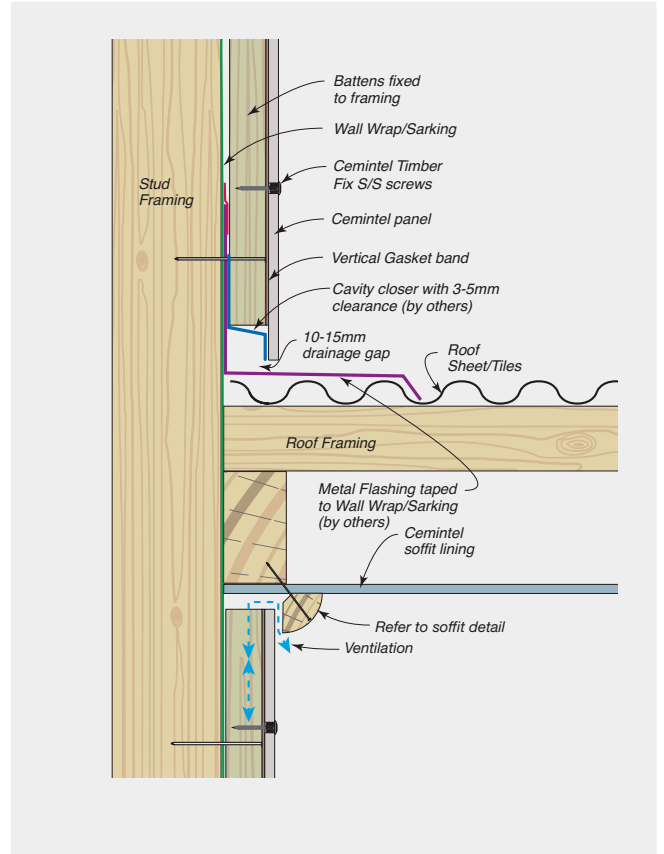 Battens fixed
to framing
Wall Wrap/Sarking
Cemintel Timber
Fix S/S screws
Stud
Framing
Cemintel panel
Vertical Gasket band
Cavity closer with 3-5mm
clearance (by others)
10-15mm
drainage gap
Roof
Sheet/Tiles
Roof Framing
Metal Flashing taped
to Wall Wrap/Sarking
(by others)
Cemintel
soffit lining
Refer to soffit detail
Ventilation